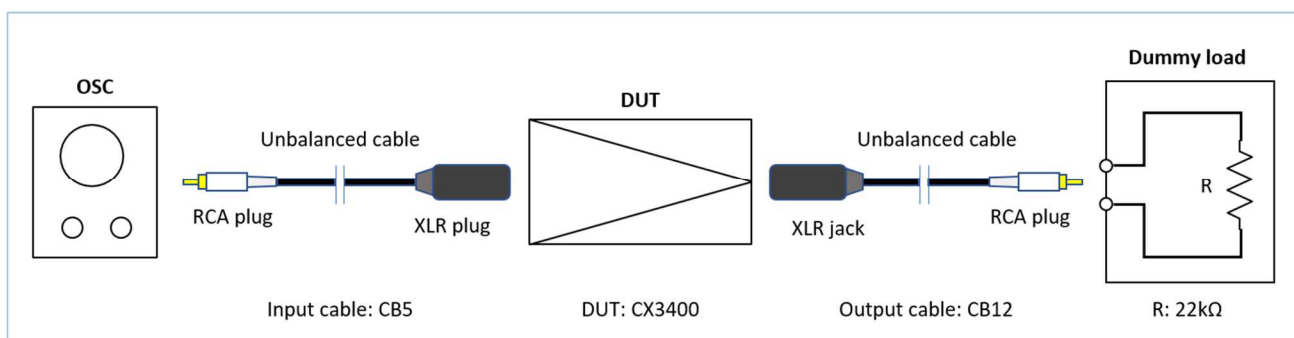 OSC
DUT
Dummy load
Unbalanced cable
Unbalanced cable
RCA plug
XLR plug
XLR jack
RCA plug
R
Input cable: CB5
DUT: CX3400
Output cable: CB12
R: 22kΩ